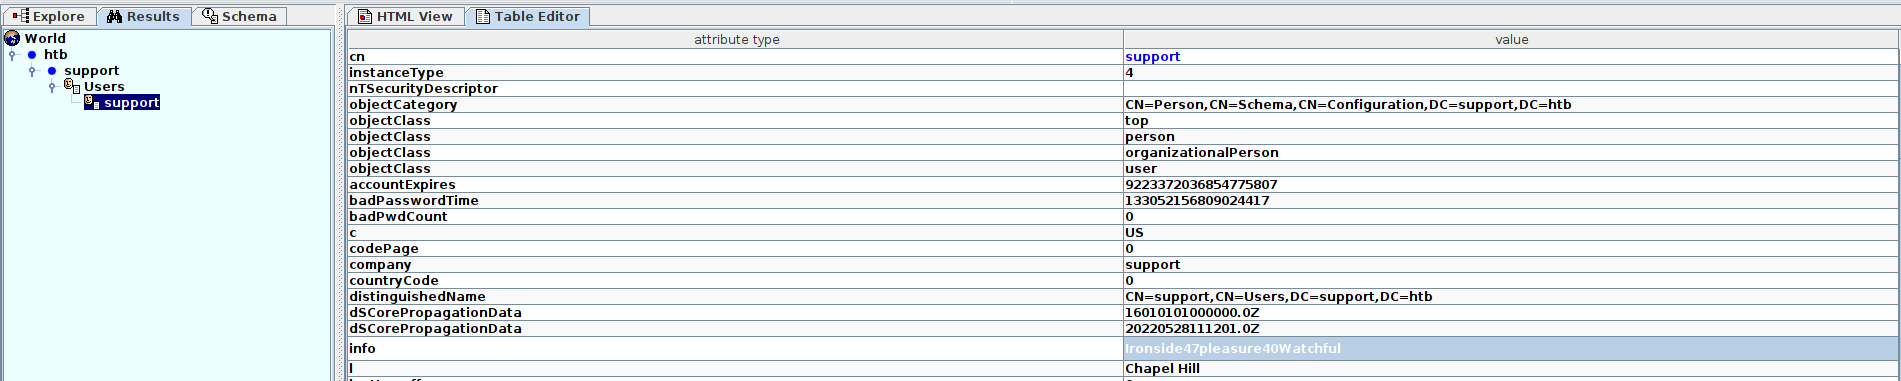 Explore Results Schema HTML View Table Editor
World
htb
support
Users
support
attribute type value
cn support
instanceType 4
nTSecurityDescriptor
objectCategory CN=Person,CN=Schema,CN=Configuration,DC=support,DC=htb
objectClass top
objectClass person
objectClass organizationalPerson
objectClass user
accountExpires 9223372036854775807
badPasswordTime 133052156809024417
badPwdCount 0
c US
codePage 0
company support
countryCode 0
distinguishedName CN=support,CN=Users,DC=support,DC=htb
dSCorePropagationData 16010101000000.0Z
dSCorePropagationData 20220528111201.0Z
info Ironside47pleasure40Watchful
l Chapel Hill